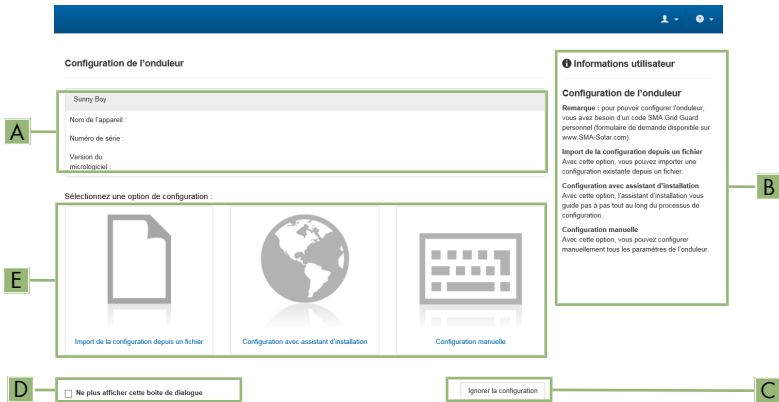 Configuration de l'onduleur
Sunny Boy
Nom de l'appareil :
Numéro de série :
Version du
micrologiciel :
A
Sélectionnez une option de configuration :
Import de la configuration depuis un fichier
Configuration avec assistant d'installation
Configuration manuelle
E
Ne plus afficher cette boîte de dialogue
D
Ignorer la configuration
C
Informations utilisateur
Configuration de l'onduleur
Remarque : pour pouvoir configurer l'onduleur,
vous avez besoin d'un code SMA Grid Guard
personnel (formulaire de demande disponible sur
www.SMA-Solar.com).
Import de la configuration depuis un fichier
Avec cette option, vous pouvez importer une
configuration existante depuis un fichier.
Configuration avec assistant d'installation
Avec cette option, l'assistant d'installation vous
guide pas à pas tout au long du processus de
configuration.
Configuration manuelle
Avec cette option, vous pouvez configurer
manuellement tous les paramètres de l'onduleur.
B